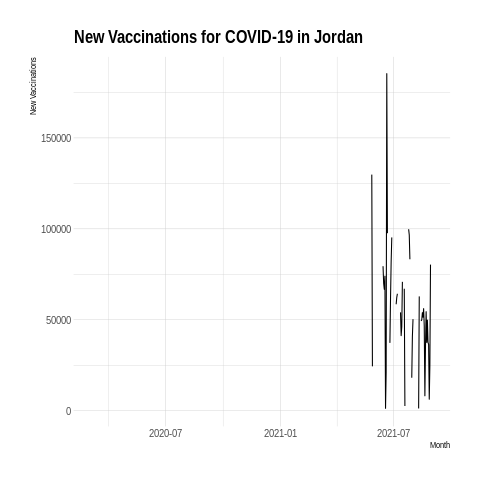 New Vaccinations for COVID-19 in Jordan
New Vaccinations
150000
100000
50000
0
2020-07
2021-01
2021-07
Month